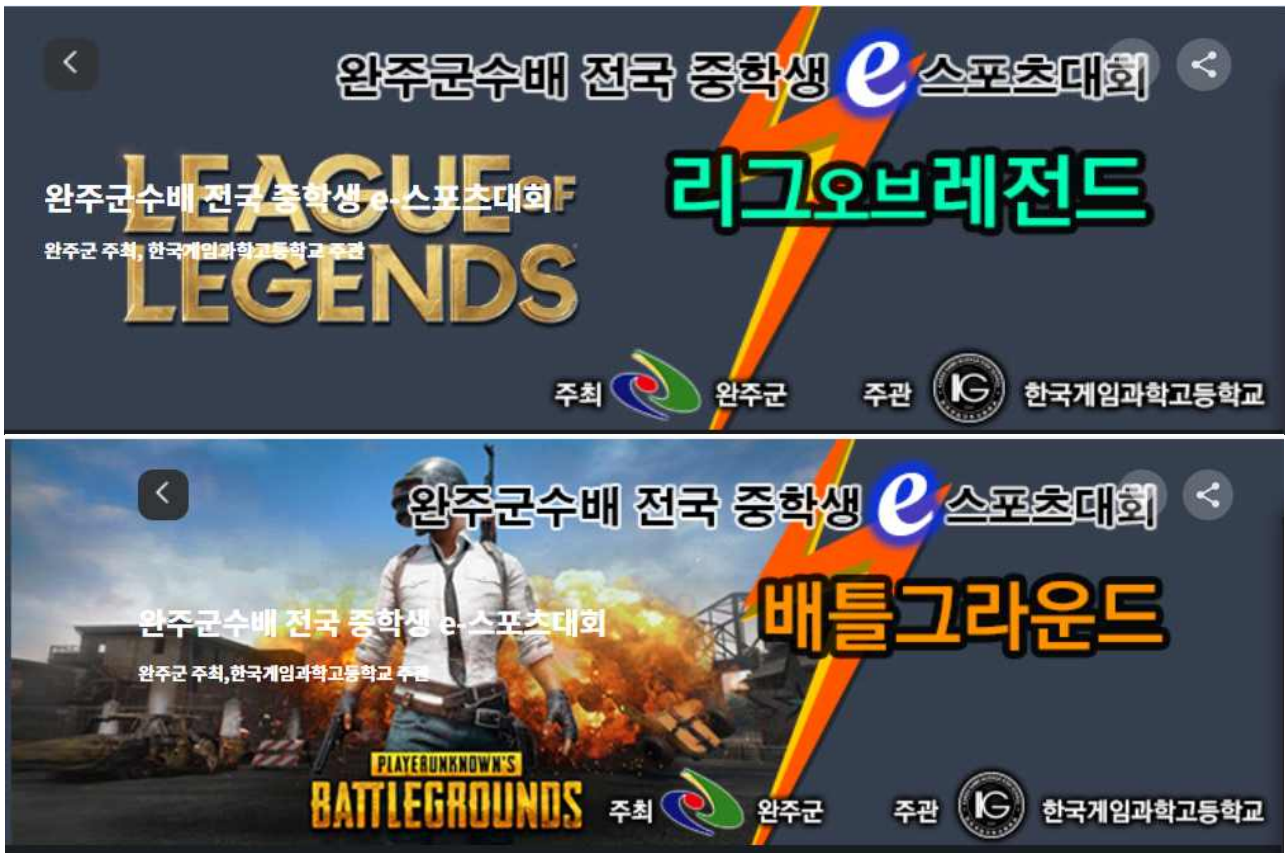 완주군수배 전국 중학생 e스포츠대회
LEAGUE OF
LEGENDS
리그오브레전드
완주군수배 전국 중학생 e-스포츠대회
완주군 주최, 한국게임과학고등학교 주관
주최 완주군 주관 IG 한국게임과학고등학교
완주군수배 전국 중학생 e스포츠대회
배틀그라운드
완주군수배 전국 중학생 e-스포츠대회
완주군 주최,한국게임과학고등학교 주관
PLAYERUNKNOWN'S
BATTLEGROUNDS
주최 완주군 주관 IG 한국게임과학고등학교